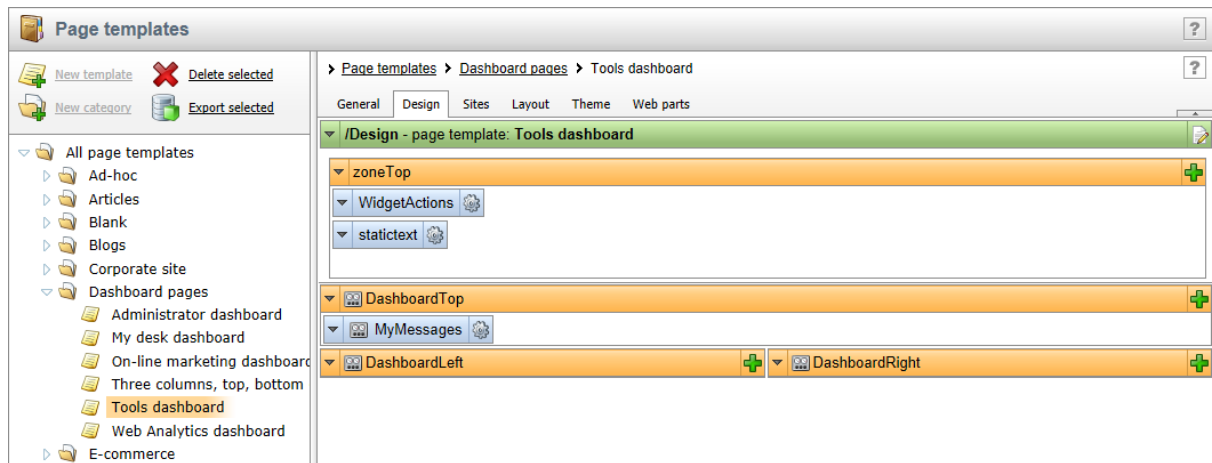 Page templates
?
New template Delete selected
New category Export selected
All page templates
Ad-hoc
Articles
Blank
Blogs
Corporate site
Dashboard pages
Administrator dashboard
My desk dashboard
On-line marketing dashboard
Three columns, top, bottom
Tools dashboard
Web Analytics dashboard
E-commerce
Page templates Dashboard pages Tools dashboard
?
General Design Sites Layout Theme Web parts
/Design - page template: Tools dashboard
zoneTop
WidgetActions
statictext
DashboardTop
MyMessages
DashboardLeft DashboardRight